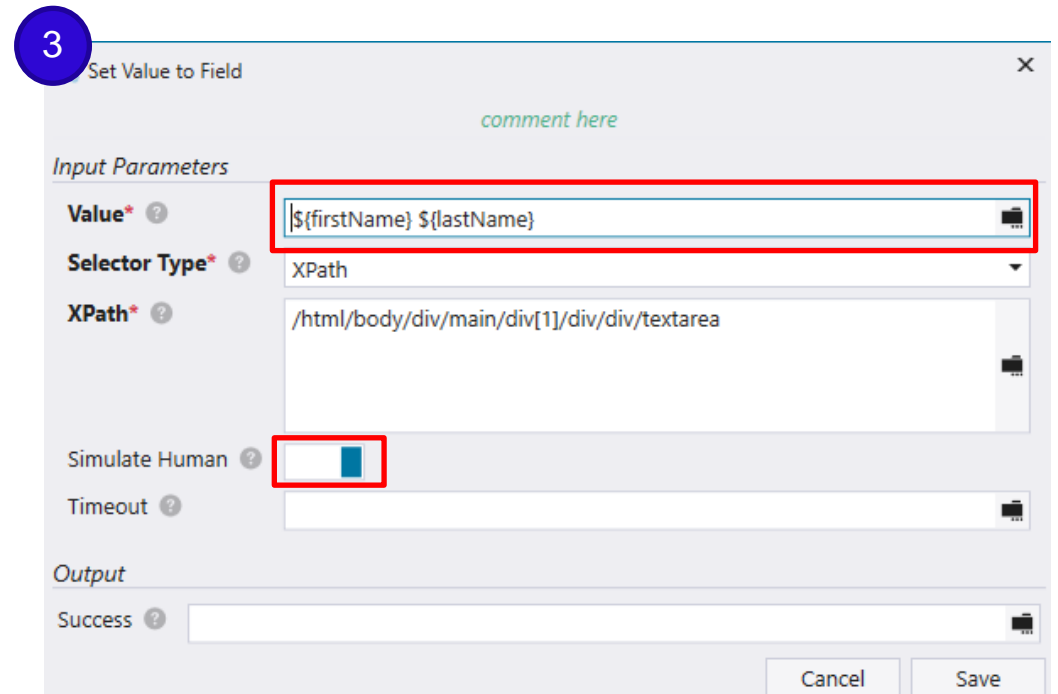 3
Set Value to Field
comment here
Input Parameters
Value* ?
${firstName} ${lastName}
Selector Type* ?
XPath
XPath* ?
/html/body/div/main/div[1]/div/div/textarea
Simulate Human ?
Timeout ?
Output
Success ?
Cancel Save